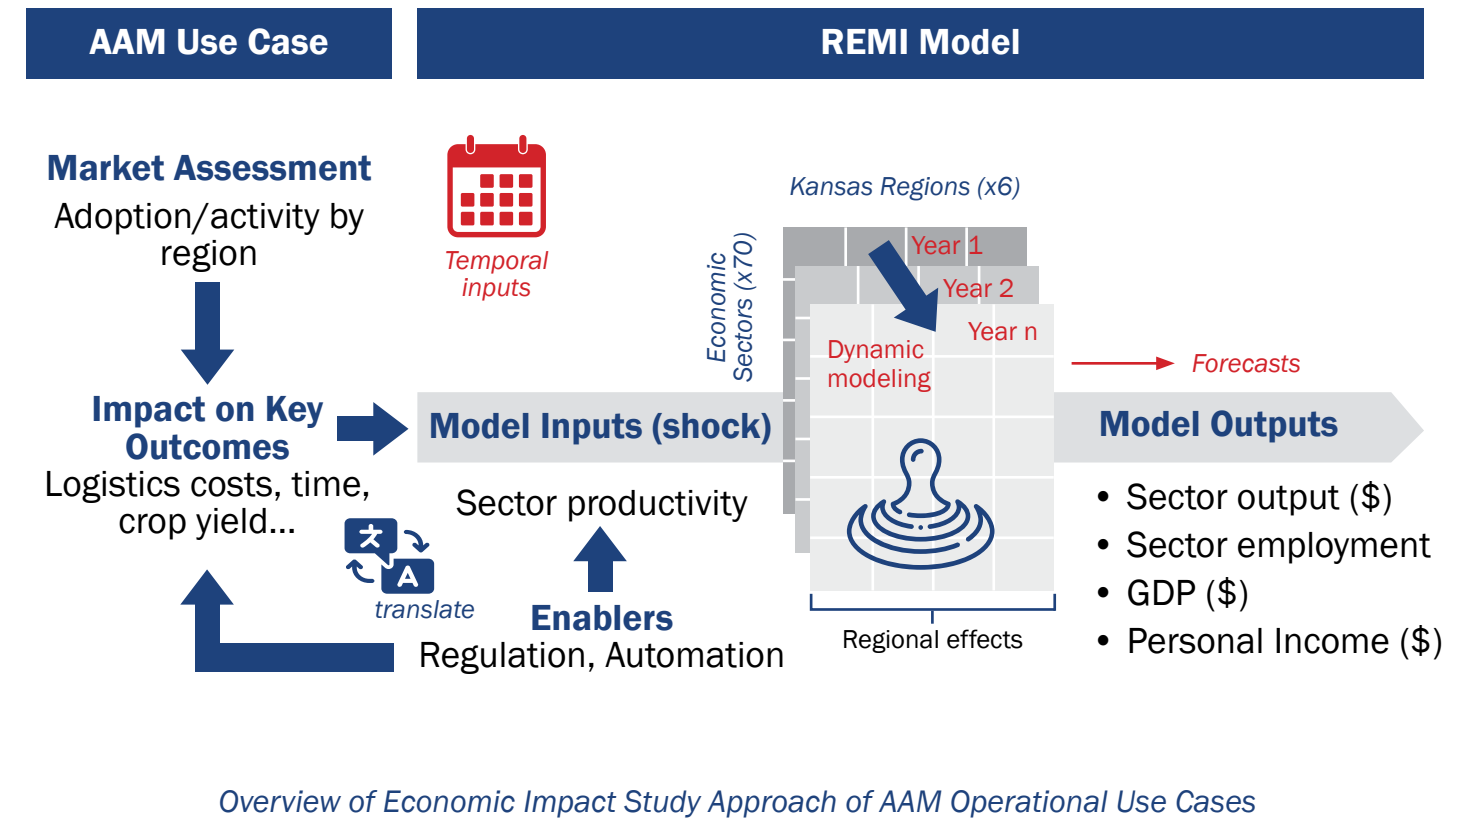 AAM Use Case
REMI Model
Market Assessment
Adoption/activity by
region
Impact on Key
Outcomes
Logistics costs, time,
crop yield...
文
A
translate
Temporal
inputs
Model Inputs (shock)
Sector productivity
Enablers
Regulation, Automation
Kansas Regions (x6)
Economic
Sectors (x70)
Year 1
Year 2
Year n
Dynamic
modeling
Regional effects
Forecasts
Model Outputs
• Sector output ($)
• Sector employment
• GDP ($)
• Personal Income ($)
Overview of Economic Impact Study Approach of AAM Operational Use Cases